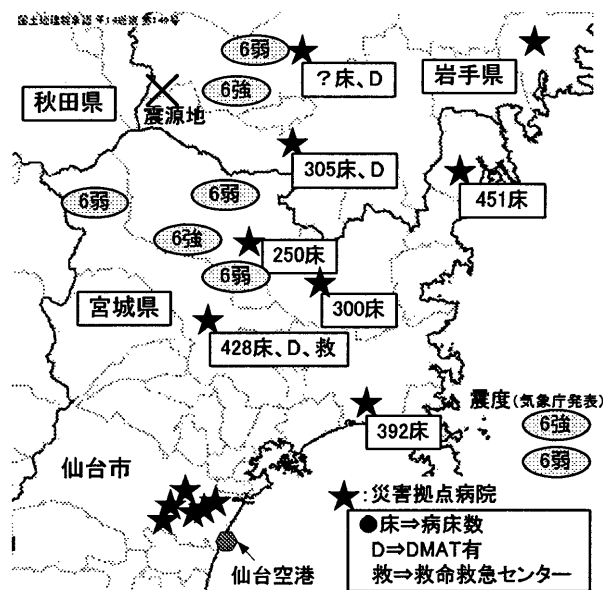 国土地理院承認 平14総複 第149号
6弱
?床、D
岩手県
秋田県
6強
震源地
305床、D
6弱
6弱
451床
6強
250床
6弱
宮城県
300床
428床、D、救
震度(気象庁発表)
392床
6強
仙台市
6弱
★:災害拠点病院
●床⇒病床数
D⇒DMAT有
仙台空港
救⇒救命救急センター